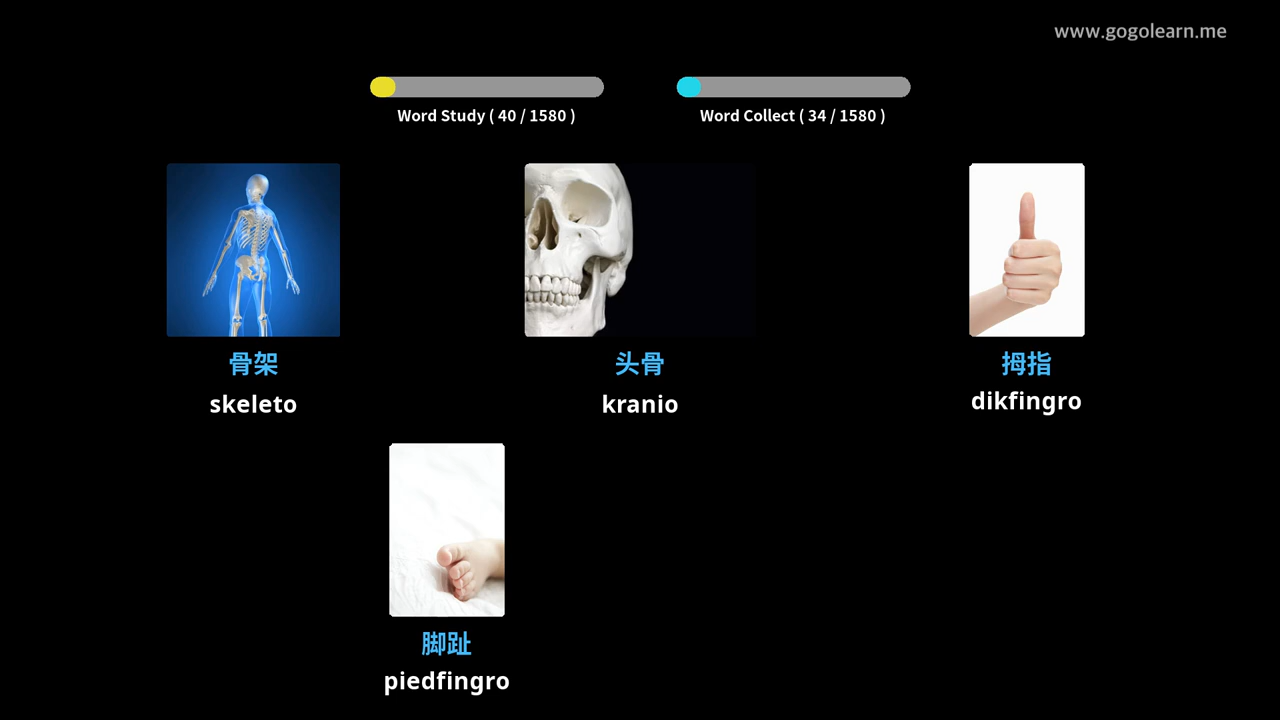 www.gogolearn.me
Word Study ( 40 / 1580 )
Word Collect ( 34 / 1580 )
骨架
skeleto
头骨
kranio
拇指
dikfingro
脚趾
piedfingro